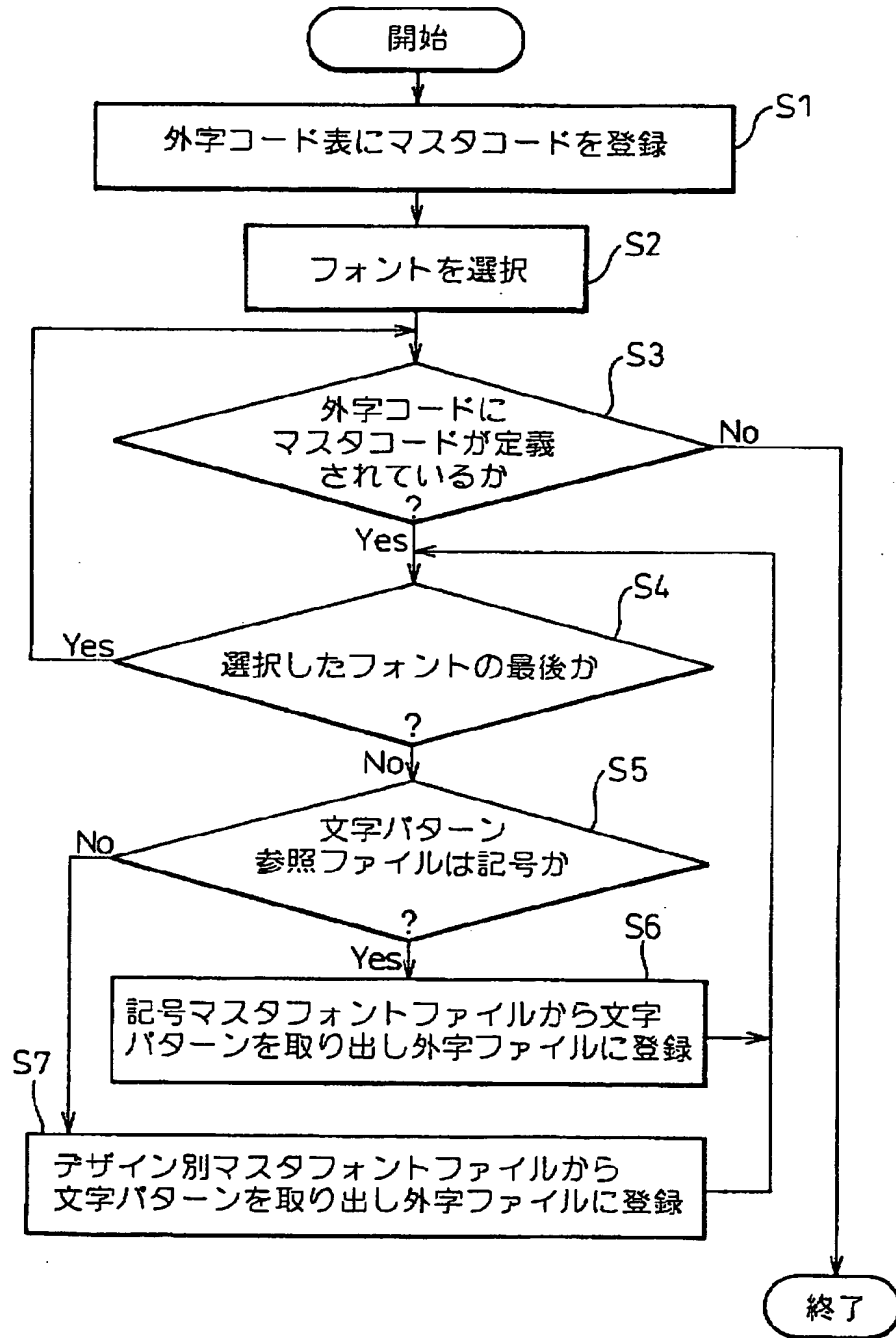 開始
S1
外字コード表にマスタコードを登録
S2
フォントを選択
S3
外字コードに
マスタコードが定義
されているか
?
No
Yes
S4
Yes
選択したフォントの最後か
?
No
S5
No
文字パターン
参照ファイルは記号か
?
Yes
S6
記号マスタフォントファイルから文字
パターンを取り出し外字ファイルに登録
S7
デザイン別マスタフォントファイルから
文字パターンを取り出し外字ファイルに登録
終了